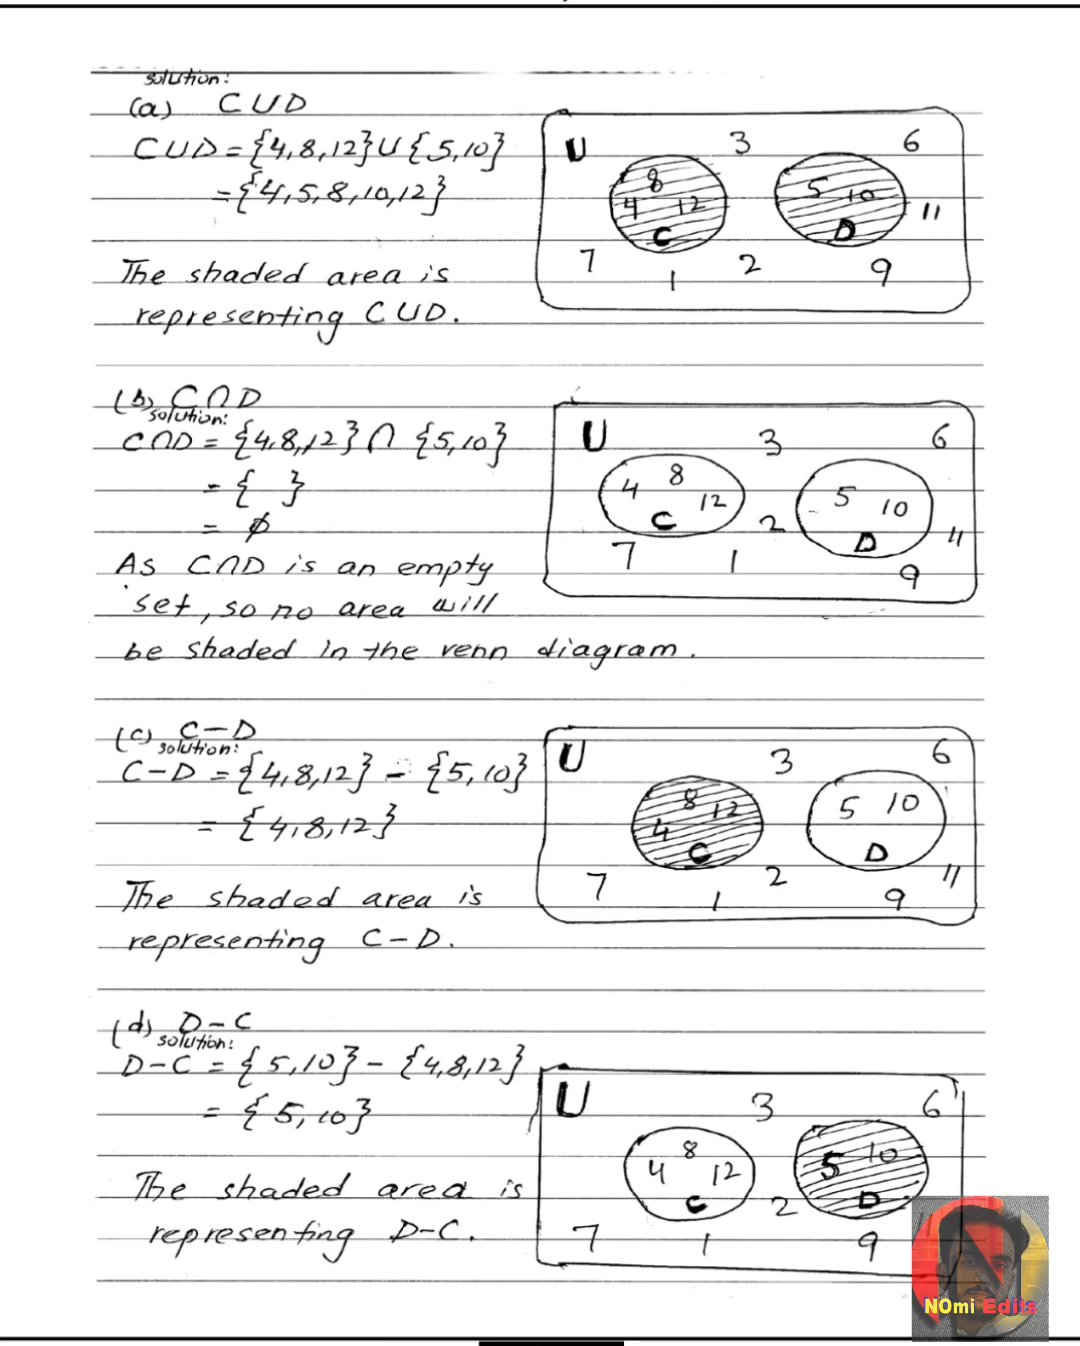 solution:
(a) C U D
C U D = {4,8,12} U {5,10}
= {4,5,8,10,12}
The shaded area is
representing C U D.
U 3 6
8 5 10
4 12 11
C D
7 1 2 9
(b) C ∩ D
solution:
C ∩ D = {4,8,12} ∩ {5,10}
= { }
= ϕ
As C ∩ D is an empty
set, so no area will
be shaded in the venn diagram.
U 3 6
4 8 12 5 10
C 2 D 11
7 1 9
(c) C - D
solution:
C - D = {4,8,12} - {5,10}
= {4,8,12}
The shaded area is
representing C - D.
U 3 6
8 12 5 10
4
C D
7 1 2 9 11
(d) D - C
solution:
D - C = {5,10} - {4,8,12}
= {5,10}
The shaded area is
representing D - C.
U 3 6
4 8 12 5 10
C 2 D
7 1 9
NOmi Edits